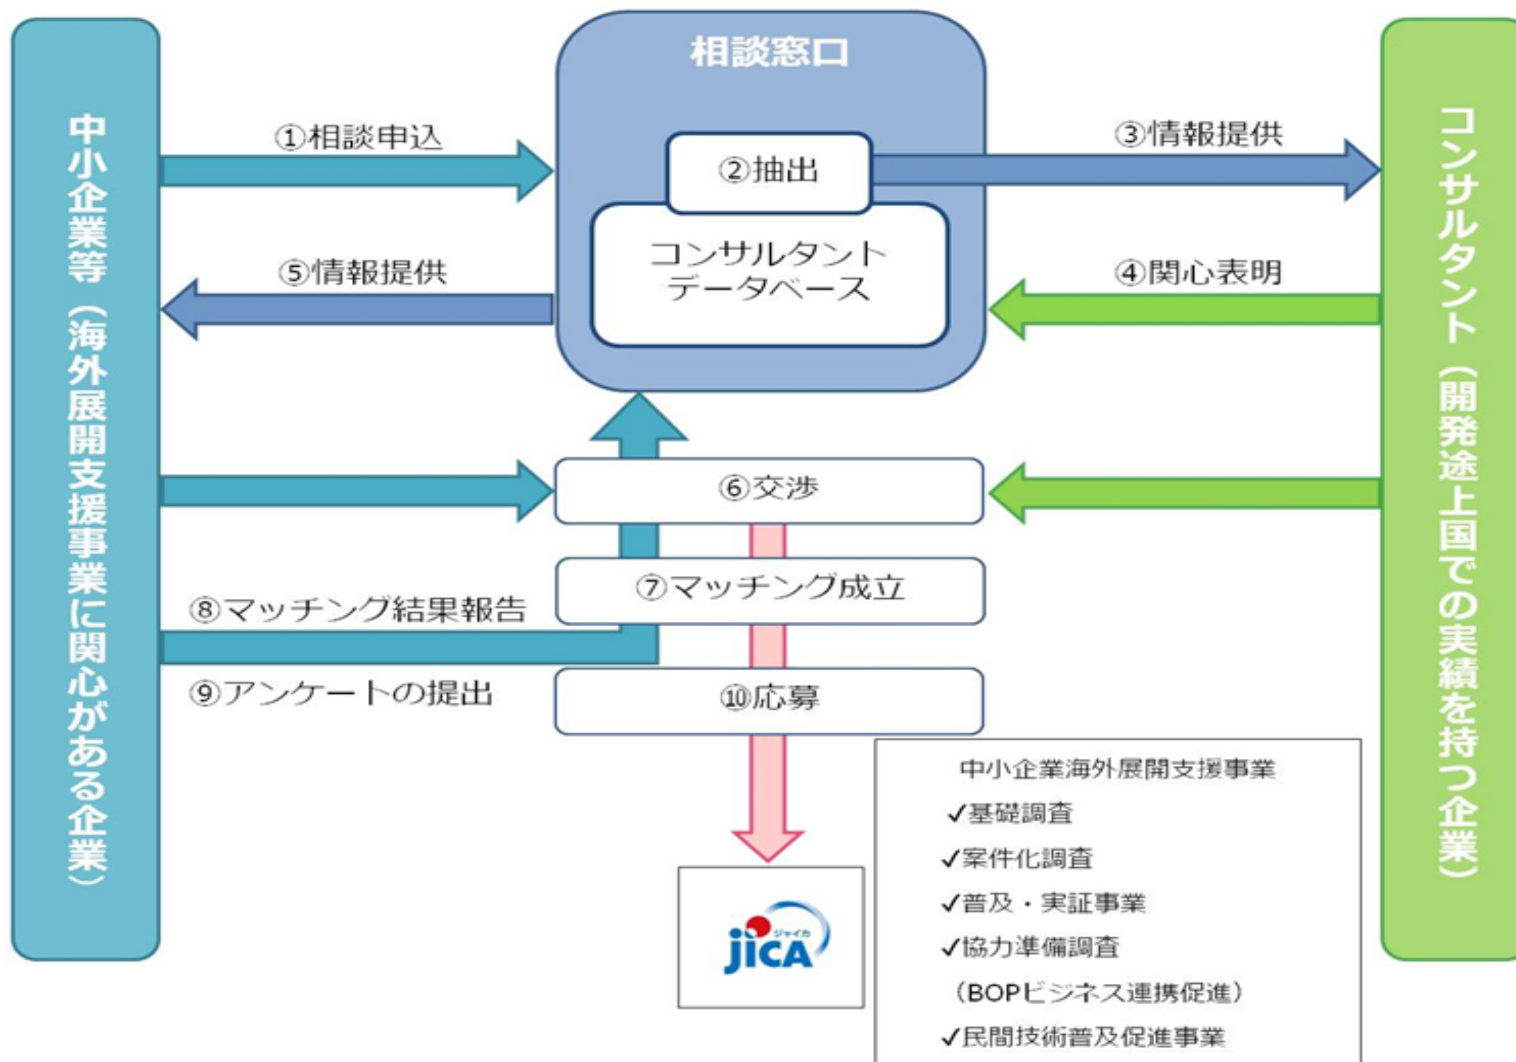 相談窓口
中小企業等（海外展開支援事業に関心がある企業）
コンサルタント（開発途上国での実績を持つ企業）
①相談申込
②抽出
③情報提供
コンサルタント
データベース
④関心表明
⑤情報提供
⑥交渉
⑦マッチング成立
⑧マッチング結果報告
⑨アンケートの提出
⑩応募
中小企業海外展開支援事業
✓基礎調査
✓案件化調査
✓普及・実証事業
✓協力準備調査
（BOPビジネス連携促進）
✓民間技術普及促進事業
ジャイカ
jICA